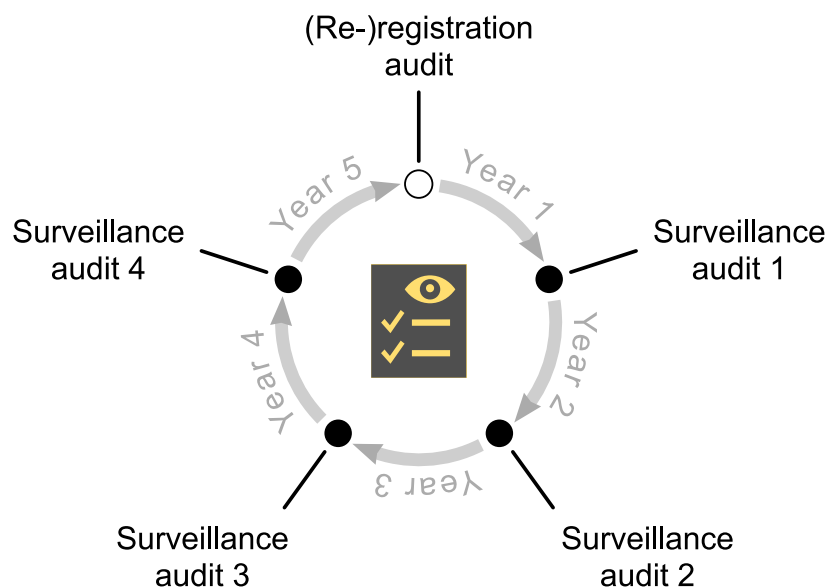 (Re-)registration
audit
Year 5
Year 1
Surveillance
audit 4
Surveillance
audit 1
Year 4
Year 2
Year 3
Surveillance
audit 3
Surveillance
audit 2